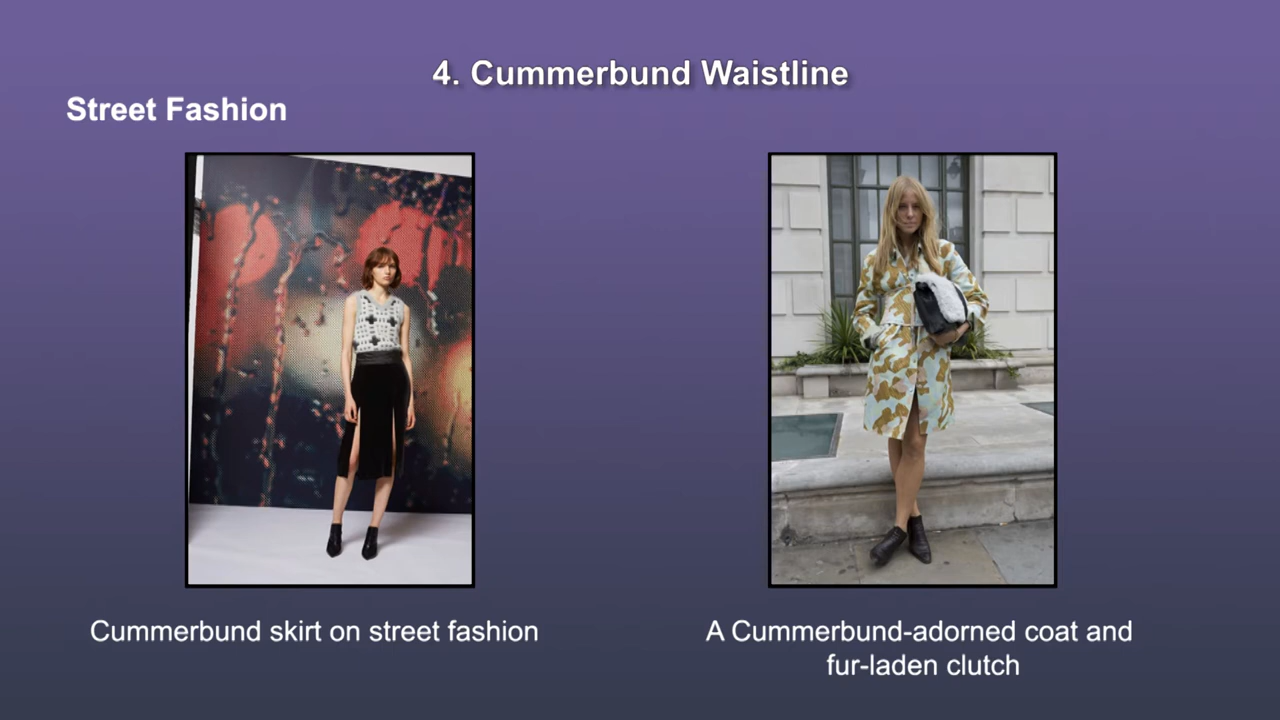 4. Cummerbund Waistline
Street Fashion
Cummerbund skirt on street fashion
A Cummerbund-adorned coat and
fur-laden clutch